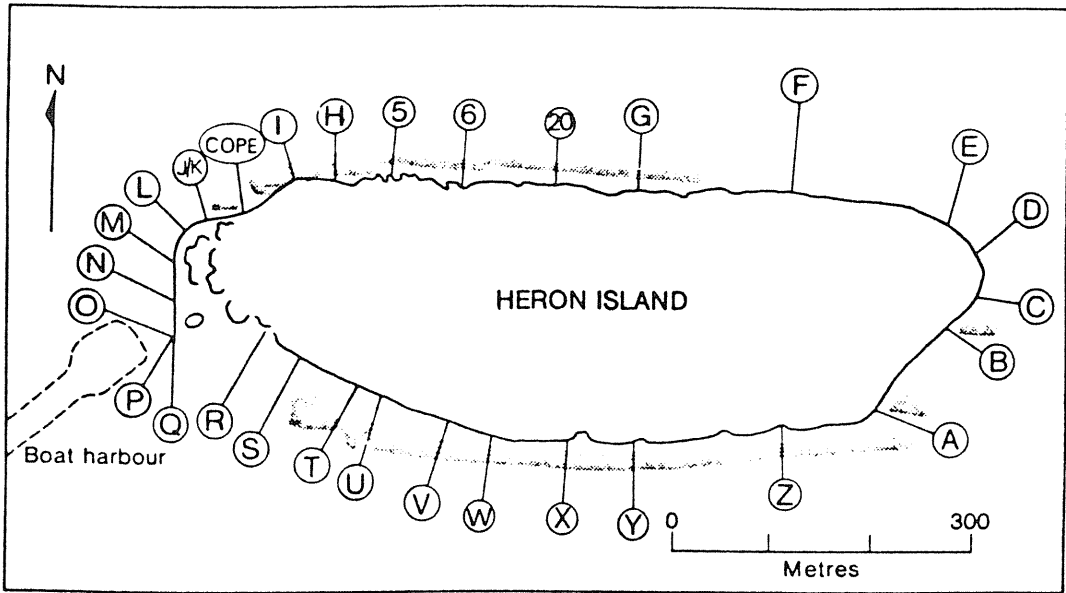 N
F
H
5
6
20
G
I
COPE
E
J/K
L
D
M
N
HERON ISLAND
C
O
B
P
Q
R
S
A
Boat harbour
T
U
V
W
X
Y
Z
0 300
Metres